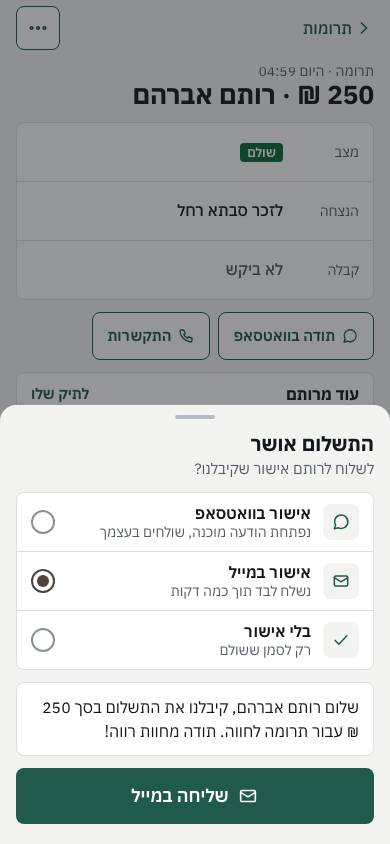 תרומות
תרומה · היום 04:59
250 ₪ · רותם אברהם
מצב
שולם
הנצחה
לזכר סבתא רחל
קבלה
לא ביקש
תודה בוואטסאפ
התקשרות
עוד מרותם
לתיק שלו
התשלום אושר
לשלוח לרותם אישור שקיבלנו?
אישור בוואטסאפ
נפתחת הודעה מוכנה, שולחים בעצמך
אישור במייל
נשלח לבד תוך כמה דקות
בלי אישור
רק לסמן ששולם
שלום רותם אברהם, קיבלנו את התשלום בסך 250
₪ עבור תרומה לחווה. תודה מחוות רווה!
שליחה במייל